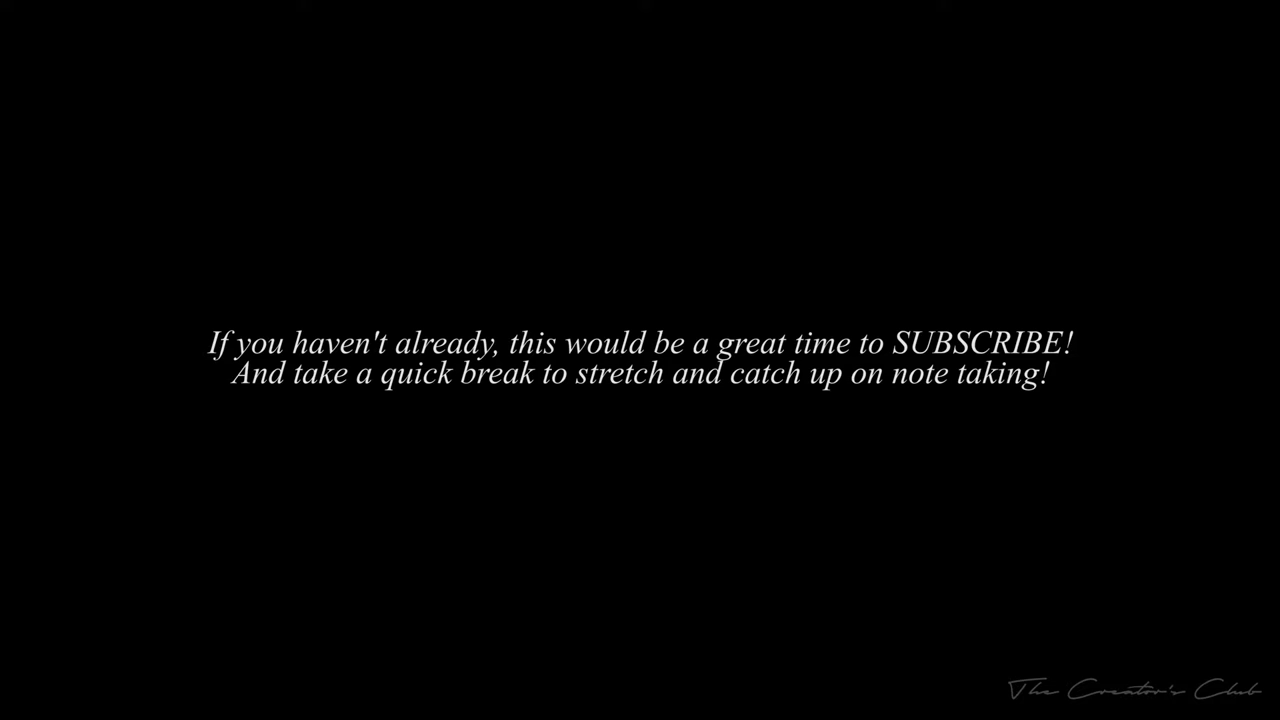 If you haven't already, this would be a great time to SUBSCRIBE!
And take a quick break to stretch and catch up on note taking!
The Creator's Club